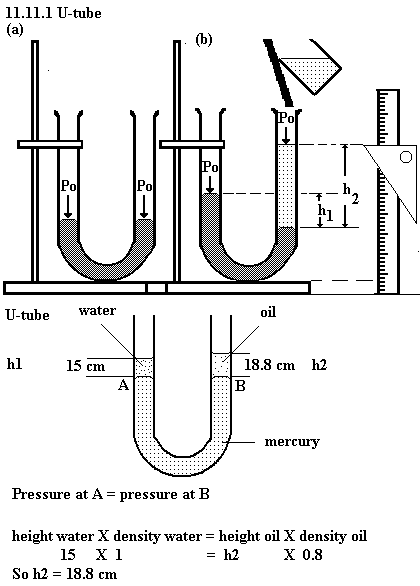 11.11.1 U-tube
(a)
(b)
Po
Po
Po
Po
h1
h2
U-tube
water
oil
h1
15 cm
18.8 cm h2
A
B
mercury
Pressure at A = pressure at B
height water X density water = height oil X density oil
15 X 1 = h2 X 0.8
So h2 = 18.8 cm